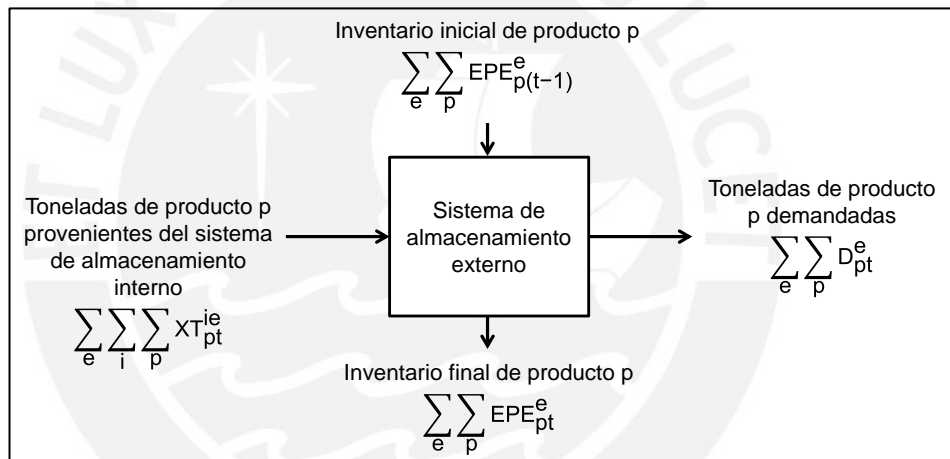 Inventario inicial de producto p
∑e ∑p EPE^e_p(t−1)
Toneladas de producto p
provenientes del sistema
de almacenamiento
interno
∑e ∑i ∑p XT^ie_pt
Sistema de
almacenamiento
externo
Toneladas de producto
p demandadas
∑e ∑p D^e_pt
Inventario final de producto p
∑e ∑p EPE^e_pt